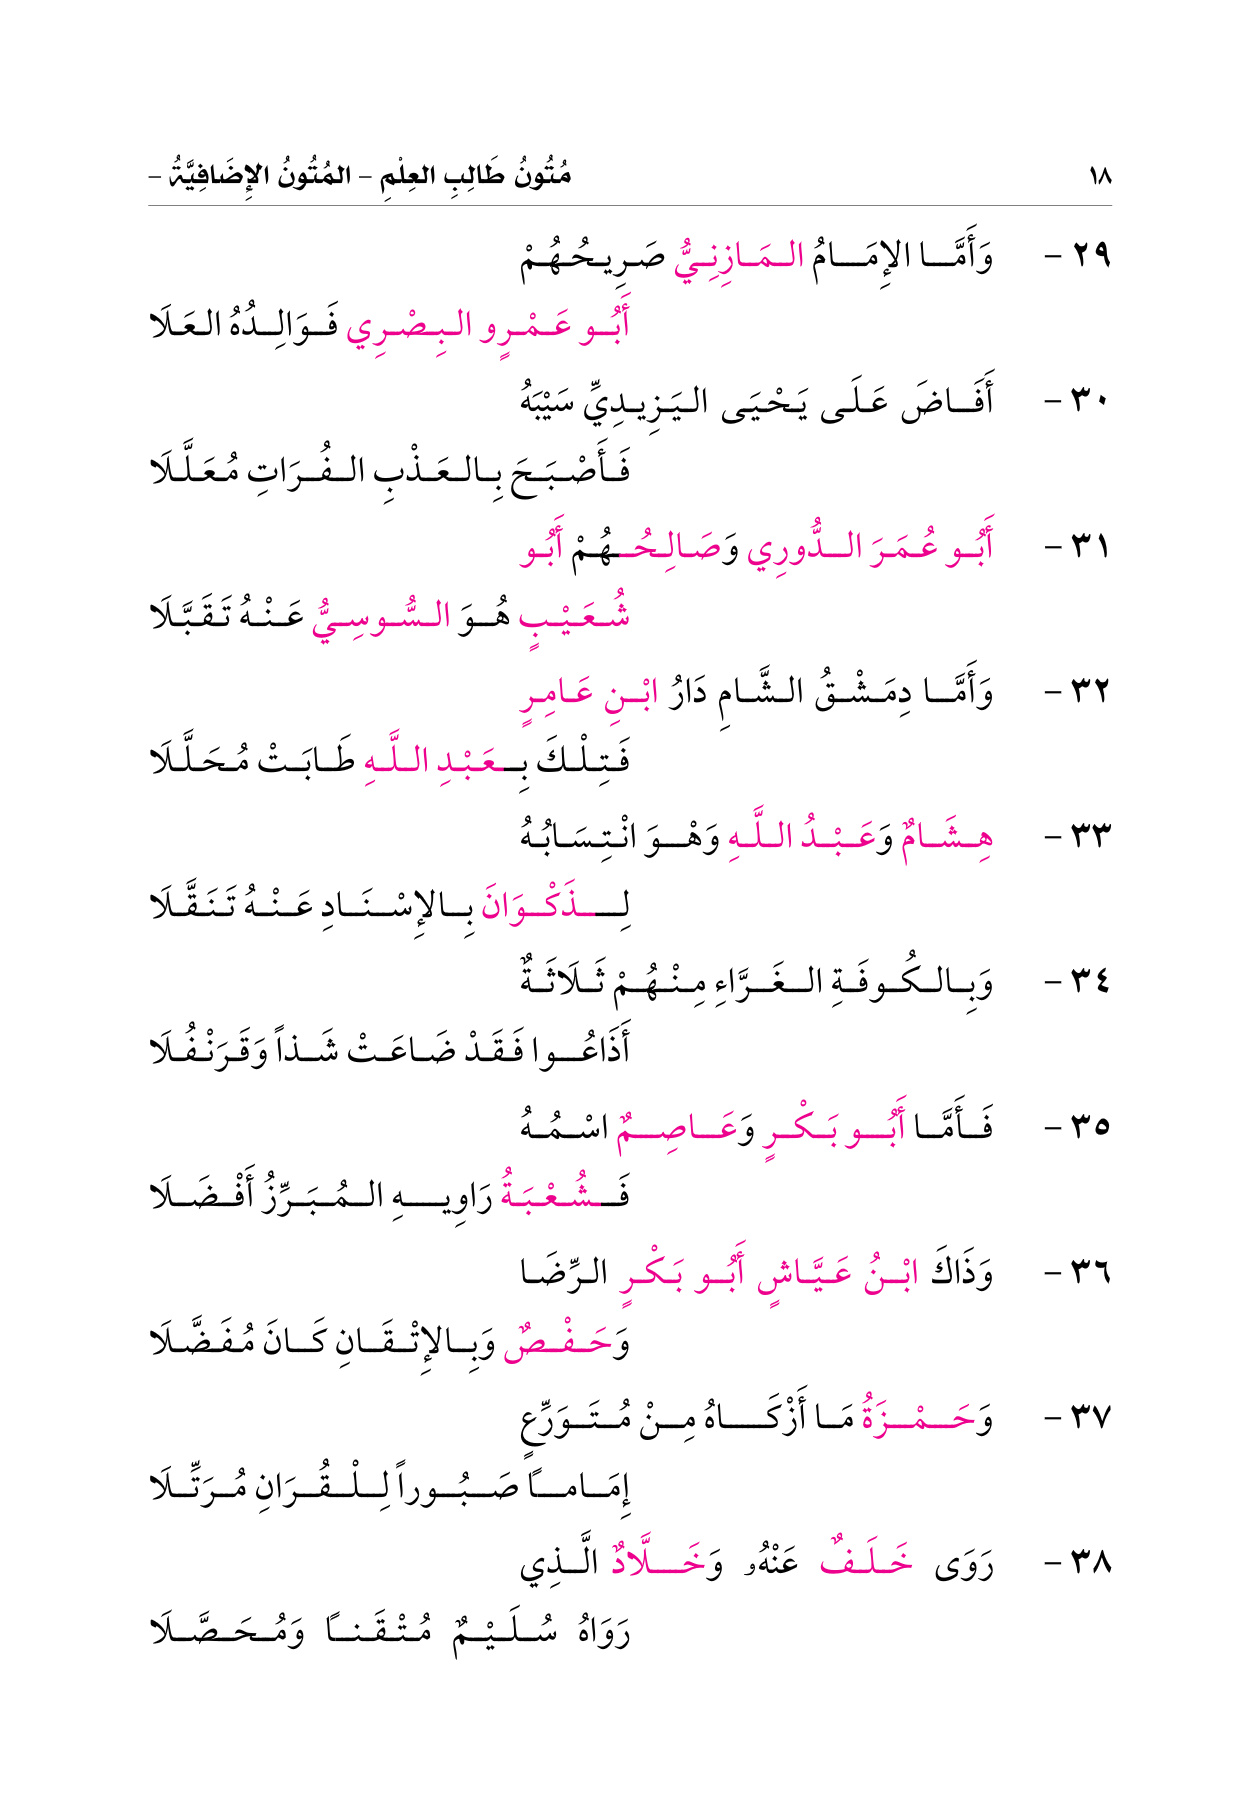 ١٨ مُتُونُ طَالِبِ العِلْمِ – المُتُونُ الإِضَافِيَّةُ –
٢٩ – وَأَمَّا الإِمَامُ المَازِنِيُّ صَرِيحُهُمْ
أَبُو عَمْرٍو البِصْرِي فَوَالِدُهُ العَلَا
٣٠ – أَفَاضَ عَلَى يَحْيَى اليَزِيدِيِّ سَيْبَهُ
فَأَصْبَحَ بِالعَذْبِ الفُرَاتِ مُعَلَّلَا
٣١ – أَبُو عُمَرَ الدُّورِي وَصَالِحُهُمْ أَبُو
شُعَيْبٍ هُوَ السُّوسِيُّ عَنْهُ تَقَبَّلَا
٣٢ – وَأَمَّا دِمَشْقُ الشَّامِ دَارُ ابْنِ عَامِرٍ
فَتِلْكَ بِعَبْدِ اللَّهِ طَابَتْ مُحَلَّلَا
٣٣ – هِشَامٌ وَعَبْدُ اللَّهِ وَهْوَ انْتِسَابُهُ
لِذَكْوَانَ بِالإِسْنَادِ عَنْهُ تَنَقَّلَا
٣٤ – وَبِالكُوفَةِ الغَرَّاءِ مِنْهُمْ ثَلَاثَةٌ
أَذَاعُوا فَقَدْ ضَاعَتْ شَذاً وَقَرَنْفُلَا
٣٥ – فَأَمَّا أَبُو بَكْرٍ وَعَاصِمٌ اسْمُهُ
فَشُعْبَةُ رَاوِيهِ المُبَرِّزُ أَفْضَلَا
٣٦ – وَذَاكَ ابْنُ عَيَّاشٍ أَبُو بَكْرٍ الرِّضَا
وَحَفْصٌ وَبِالإِتْقَانِ كَانَ مُفَضَّلَا
٣٧ – وَحَمْزَةُ مَا أَزْكَاهُ مِنْ مُتَوَرِّعٍ
إِمَاماً صَبُوراً لِلْقُرَانِ مُرَتِّلَا
٣٨ – رَوَى خَلَفٌ عَنْهُۥ وَخَلَّادٌ الَّذِي
رَوَاهُ سُلَيْمٌ مُتْقَناً وَمُحَصَّلَا